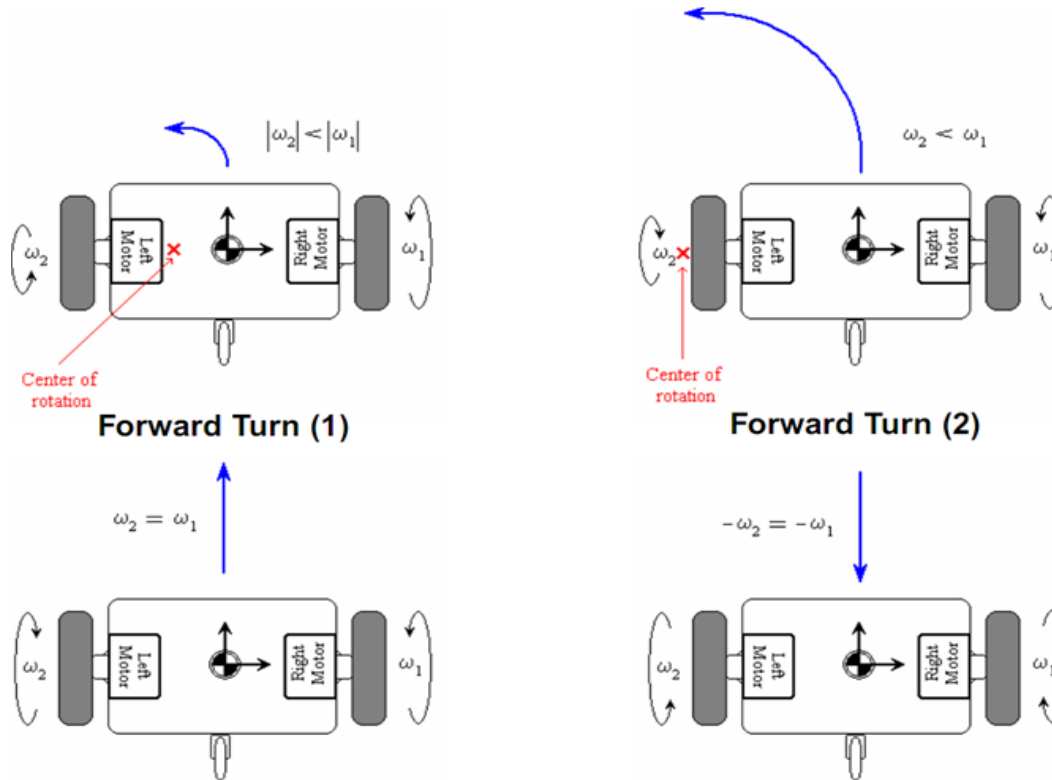 |ω₂| < |ω₁|
ω₂
Left
Motor
Right
Motor
ω₁
Center of
rotation
Forward Turn (1)
ω₂ < ω₁
ω₂
Left
Motor
Right
Motor
ω₁
Center of
rotation
Forward Turn (2)
ω₂ = ω₁
ω₂
Left
Motor
Right
Motor
ω₁
-ω₂ = -ω₁
ω₂
Left
Motor
Right
Motor
ω₁